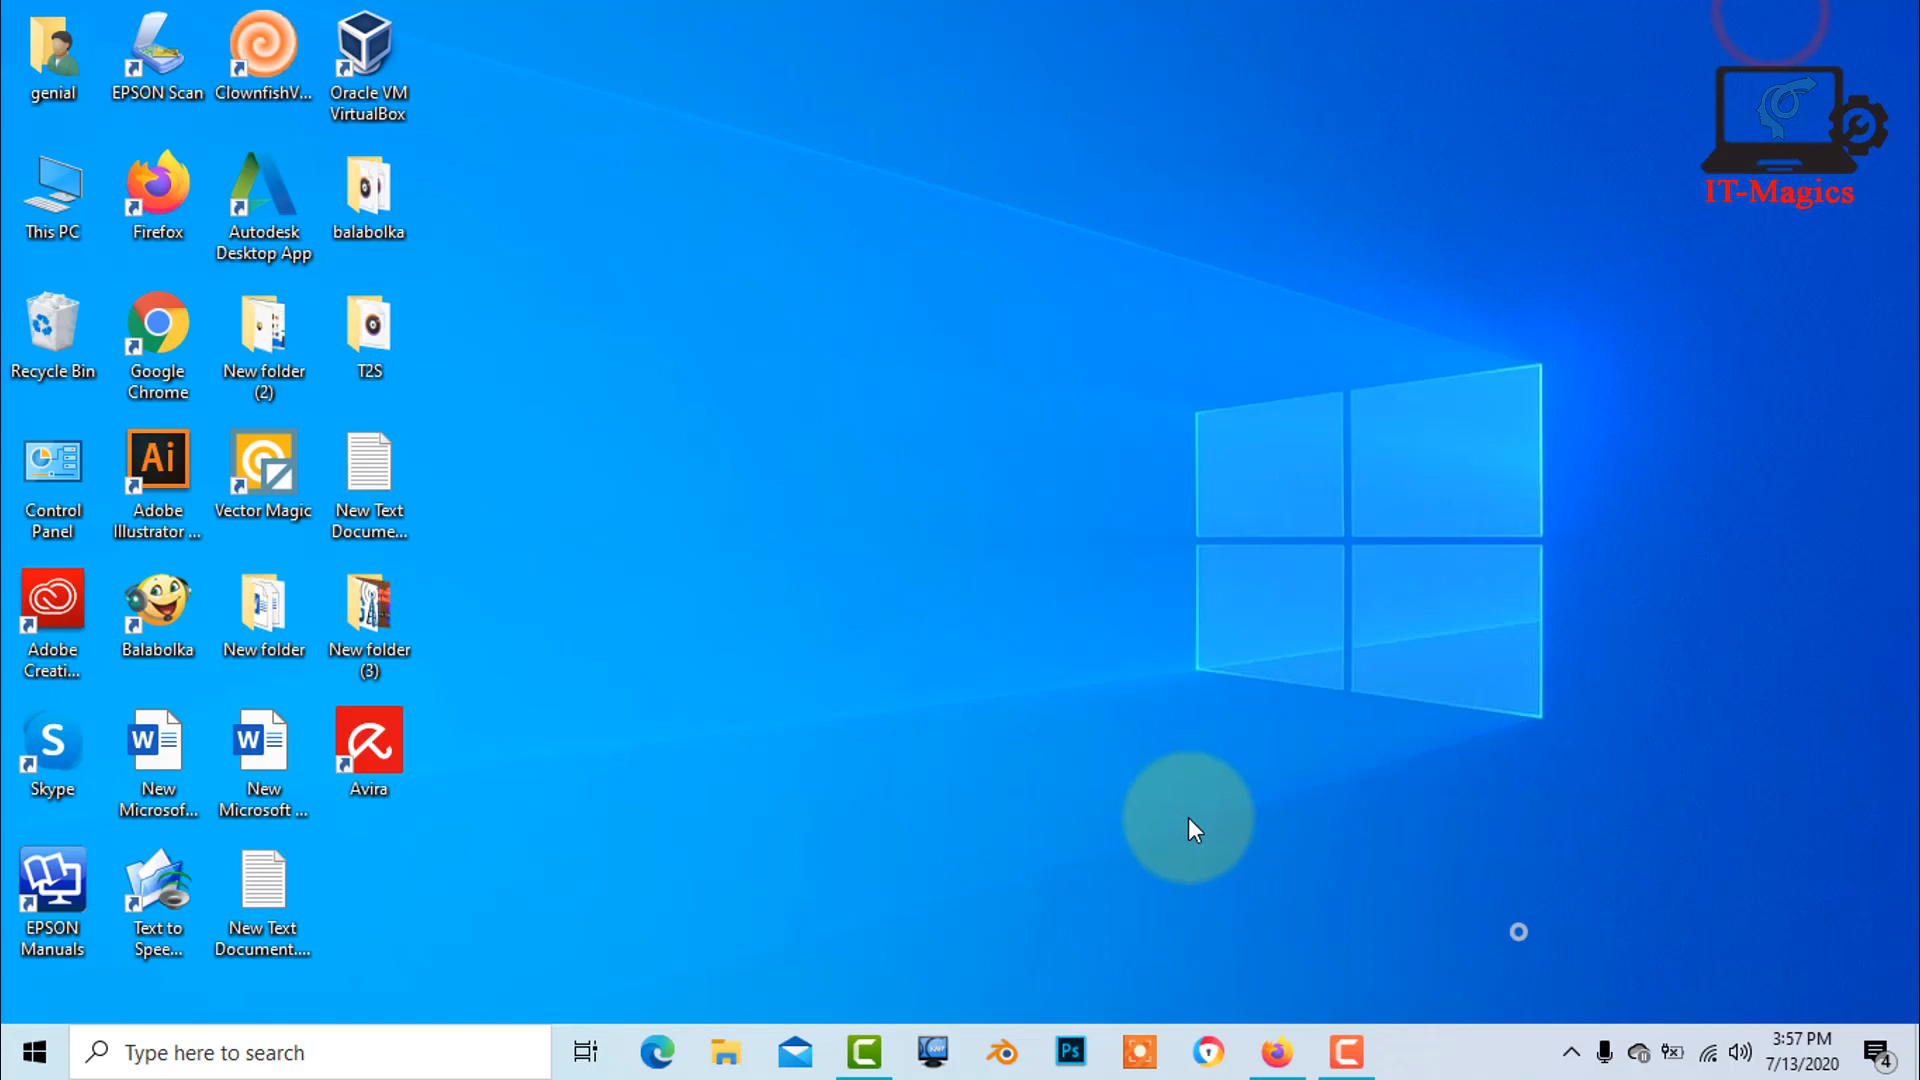 genial
EPSON Scan
ClownfishV...
Oracle VM
VirtualBox
IT-Magics
This PC
Firefox
Autodesk
Desktop App
balabolka
Recycle Bin
Google
Chrome
New folder
(2)
T2S
Control
Panel
Ai
Adobe
Illustrator ...
Vector Magic
New Text
Docume...
Adobe
Creati...
Balabolka
New folder
New folder
(3)
S
Skype
W
New
Microsof...
W
New
Microsoft ...
Avira
EPSON
Manuals
Text to
Spee...
New Text
Document....
Type here to search
Ps
3:57 PM
7/13/2020
4